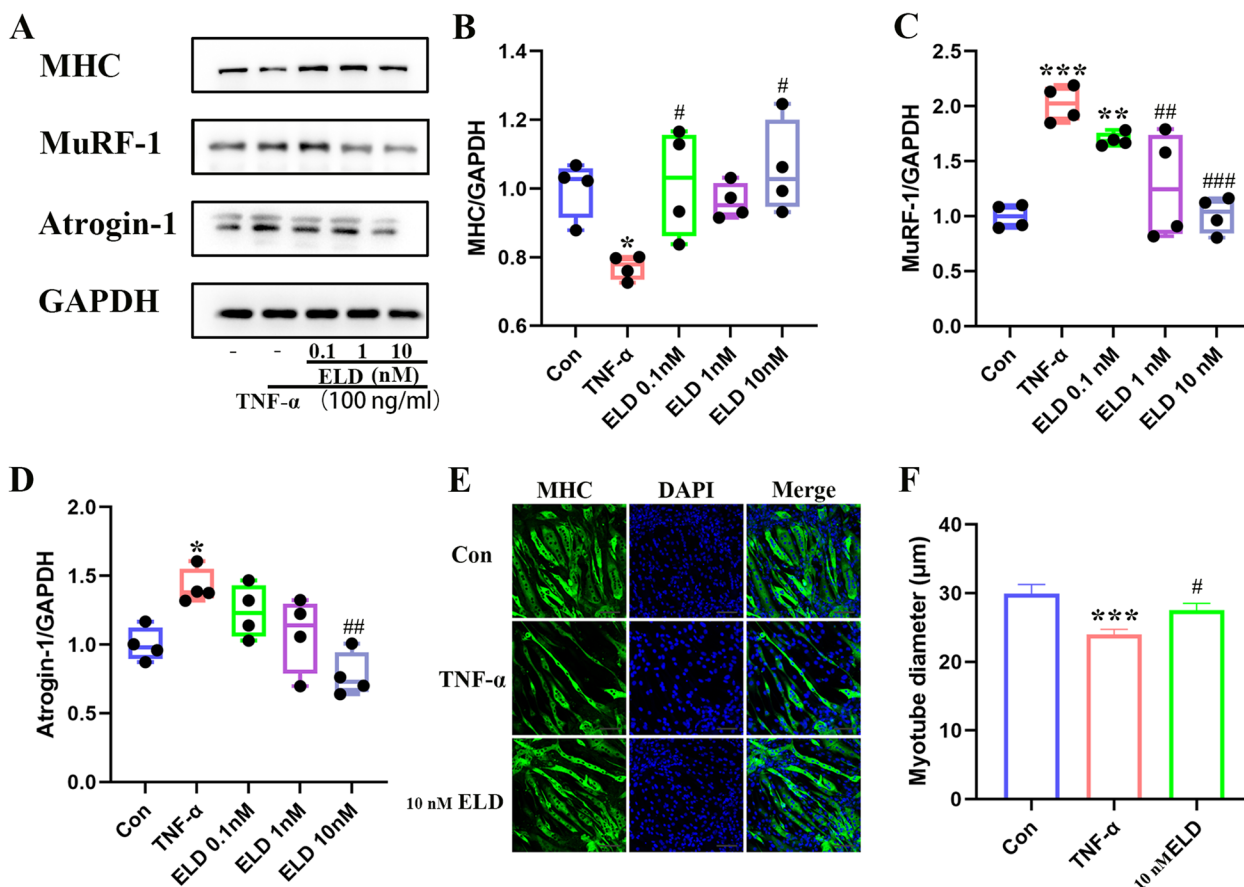 A
MHC
MuRF-1
Atrogin-1
GAPDH
- - 0.1 1 10
ELD (nM)
TNF-α (100 ng/ml)
B
MHC/GAPDH
1.4
1.2
1.0
0.8
0.6
*
#
#
Con
TNF-α
ELD 0.1nM
ELD 1nM
ELD 10nM
C
MuRF-1/GAPDH
2.5
2.0
1.5
1.0
0.5
0.0
***
**
##
###
Con
TNF-α
ELD 0.1 nM
ELD 1 nM
ELD 10 nM
D
Atrogin-1/GAPDH
2.0
1.5
1.0
0.5
0.0
*
##
Con
TNF-α
ELD 0.1nM
ELD 1nM
ELD 10nM
E
MHC DAPI Merge
Con
TNF-α
10 nM ELD
F
Myotube diameter (μm)
40
30
20
10
0
***
#
Con
TNF-α
10 nM ELD